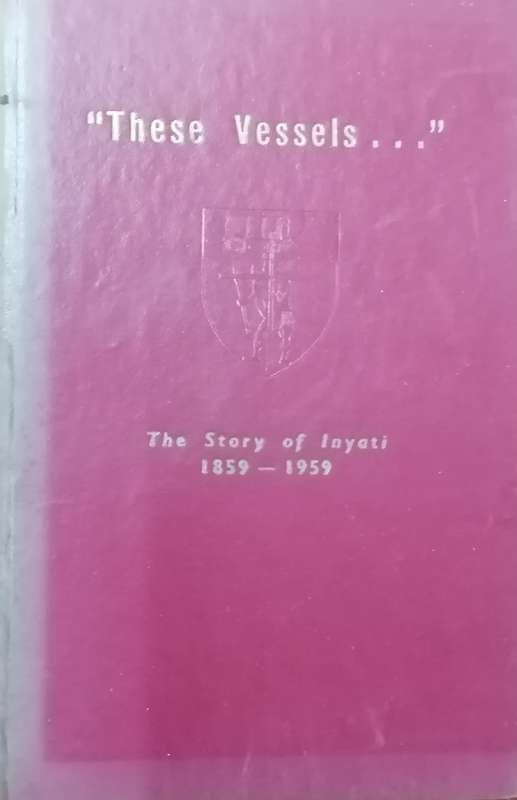 "These Vessels . . ."
The Story of Inyati
1859 — 1959